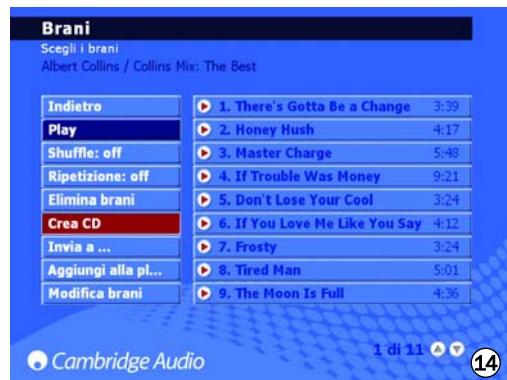 Brani
Scegli i brani
Albert Collins / Collins Mix: The Best
Indietro
Play
Shuffle: off
Ripetizione: off
Elimina brani
Crea CD
Invia a ...
Aggiungi alla pl...
Modifica brani
1. There's Gotta Be a Change 3:39
2. Honey Hush 4:17
3. Master Charge 5:48
4. If Trouble Was Money 9:21
5. Don't Lose Your Cool 3:24
6. If You Love Me Like You Say 4:12
7. Frosty 3:24
8. Tired Man 5:01
9. The Moon Is Full 4:36
1 di 11
Cambridge Audio
14